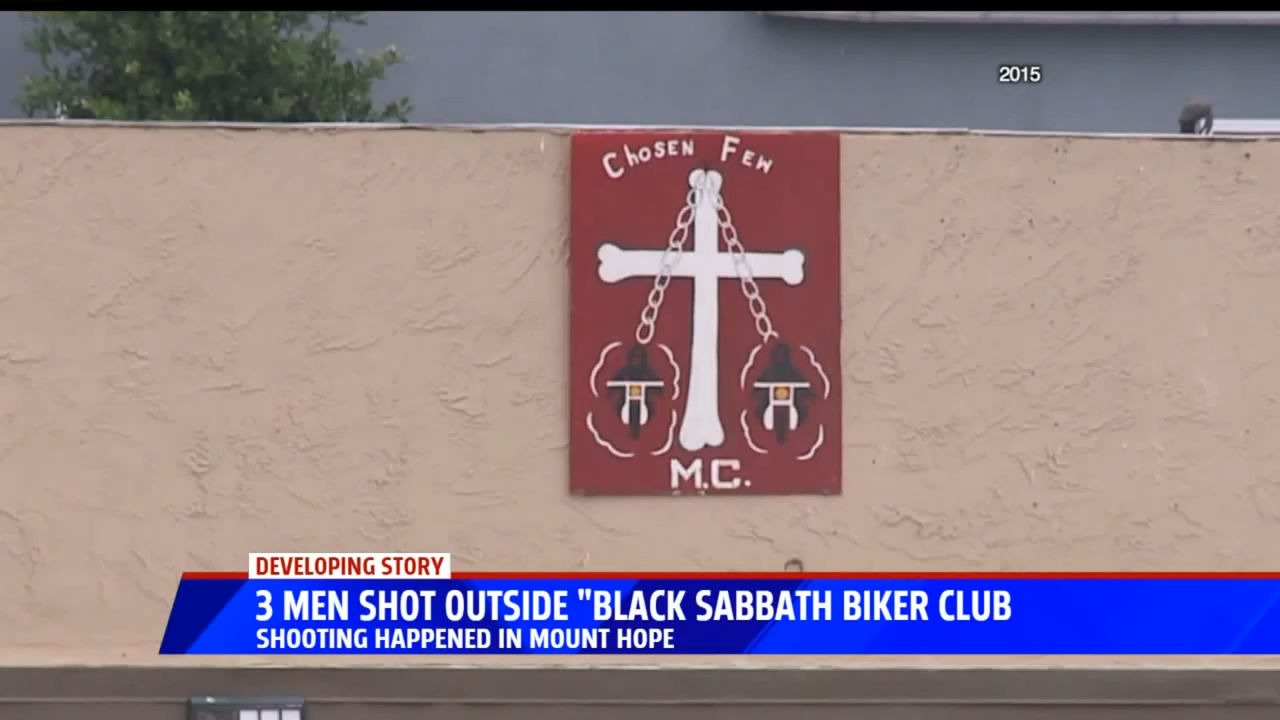 2015
Chosen Few
M.C.
DEVELOPING STORY
3 MEN SHOT OUTSIDE "BLACK SABBATH BIKER CLUB
SHOOTING HAPPENED IN MOUNT HOPE